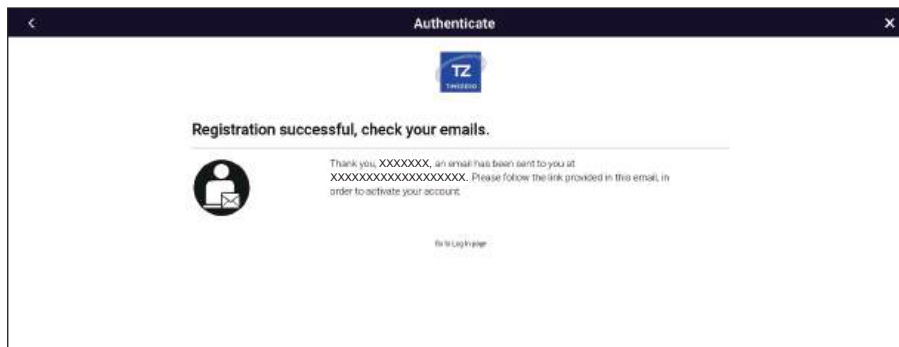 Authenticate
TZ
TIMEZERO
Registration successful, check your emails.
Thank you, XXXXXXX, an email has been sent to you at
XXXXXXXXXXXXXXXXXXX. Please follow the link provided in this email, in
order to activate your account.
Go to Log In page